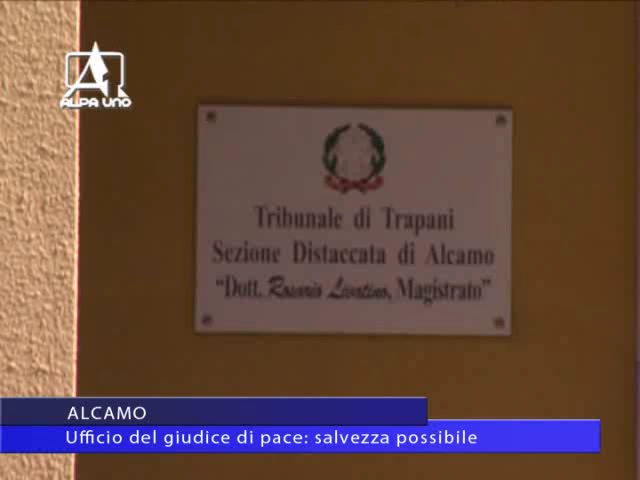 ALPA UNO
Tribunale di Trapani
Sezione Distaccata di Alcamo
“Dott. Rosario Livatino, Magistrato”
ALCAMO
Ufficio del giudice di pace: salvezza possibile